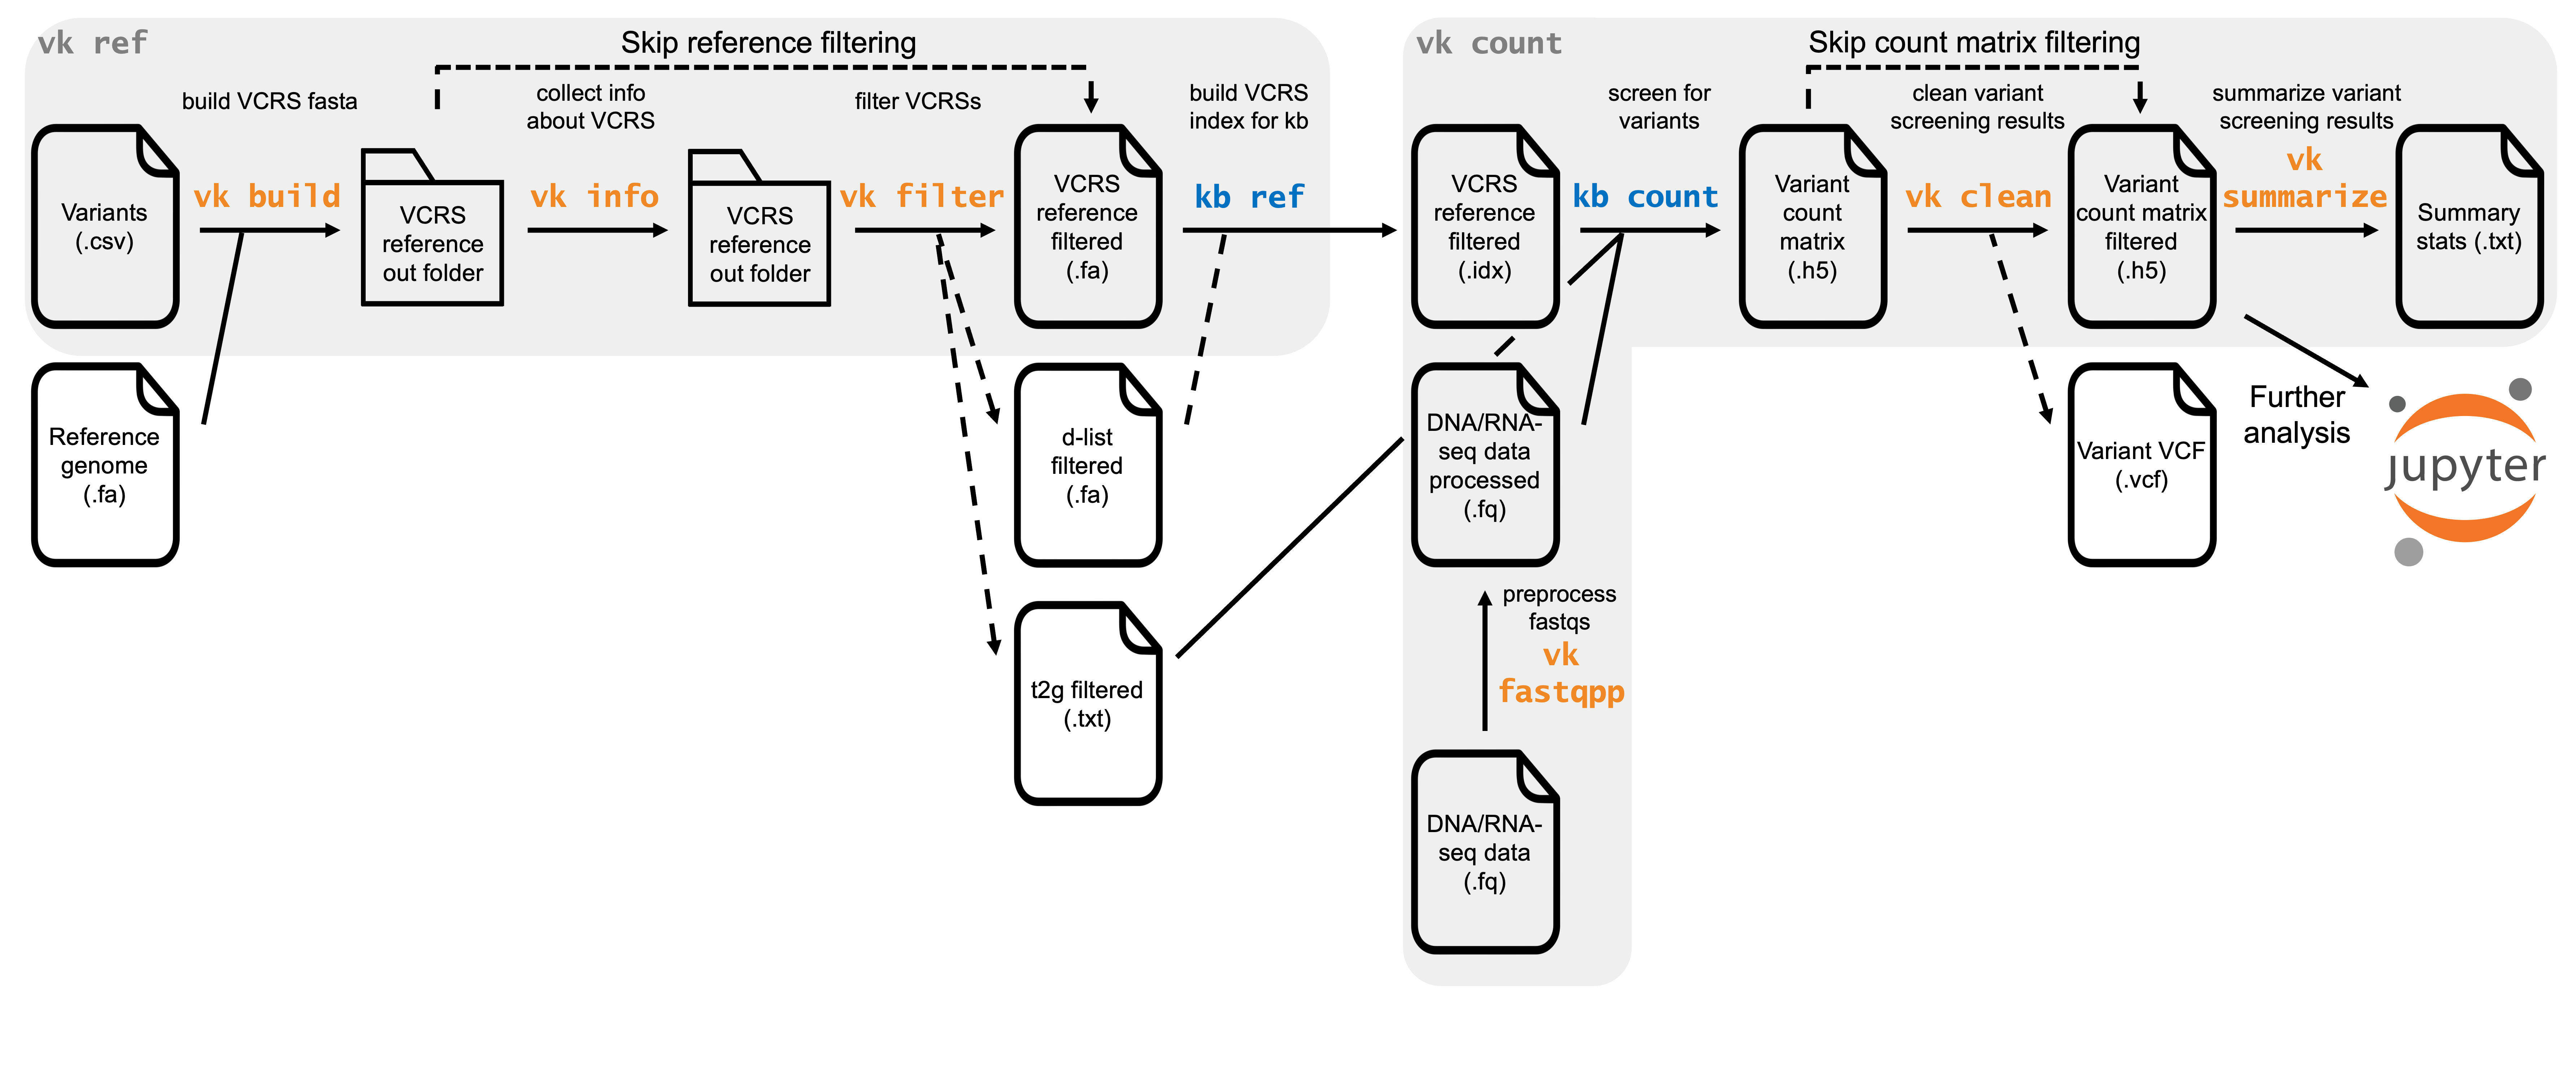 vk ref
Skip reference filtering
build VCRS fasta
collect info
about VCRS
filter VCRSs
build VCRS
index for kb
Variants
(.csv)
vk build
VCRS
reference
out folder
vk info
VCRS
reference
out folder
vk filter
VCRS
reference
filtered
(.fa)
kb ref
Reference
genome
(.fa)
d-list
filtered
(.fa)
t2g filtered
(.txt)
vk count
Skip count matrix filtering
screen for
variants
clean variant
screening results
summarize variant
screening results
VCRS
reference
filtered
(.idx)
kb count
Variant
count
matrix
(.h5)
vk clean
Variant
count matrix
filtered
(.h5)
vk
summarize
Summary
stats (.txt)
DNA/RNA-
seq data
processed
(.fq)
preprocess
fastqs
vk
fastqpp
DNA/RNA-
seq data
(.fq)
Variant VCF
(.vcf)
Further
analysis
jupyter